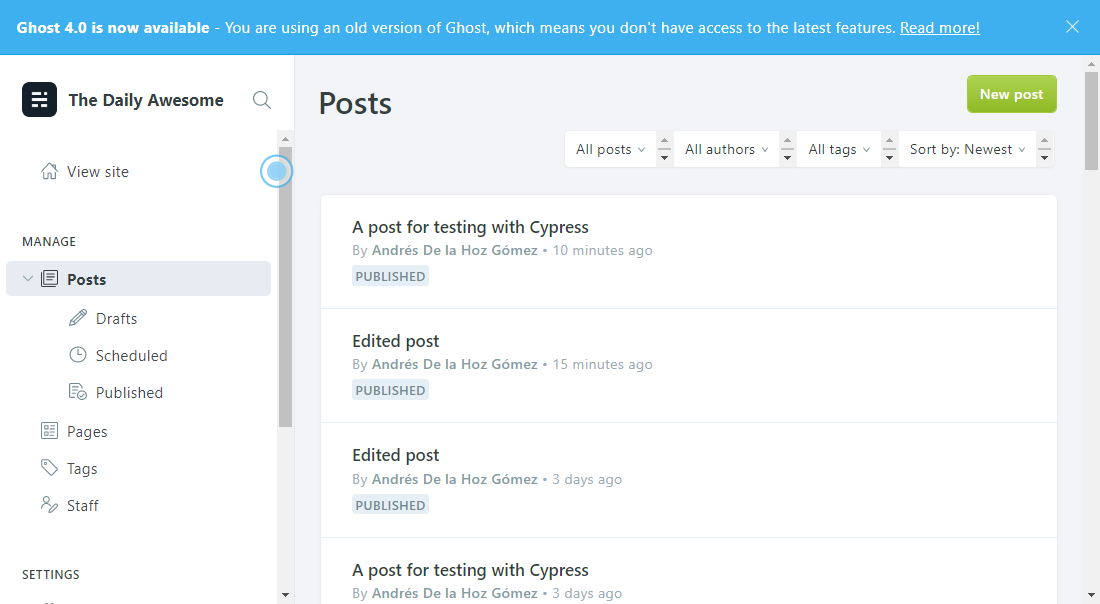 Ghost 4.0 is now available - You are using an old version of Ghost, which means you don't have access to the latest features. Read more!
The Daily Awesome
View site
MANAGE
Posts
Drafts
Scheduled
Published
Pages
Tags
Staff
SETTINGS
Posts
New post
All posts
All authors
All tags
Sort by: Newest
A post for testing with Cypress
By Andrés De la Hoz Gómez • 10 minutes ago
PUBLISHED
Edited post
By Andrés De la Hoz Gómez • 15 minutes ago
PUBLISHED
Edited post
By Andrés De la Hoz Gómez • 3 days ago
PUBLISHED
A post for testing with Cypress
By Andrés De la Hoz Gómez • 3 days ago